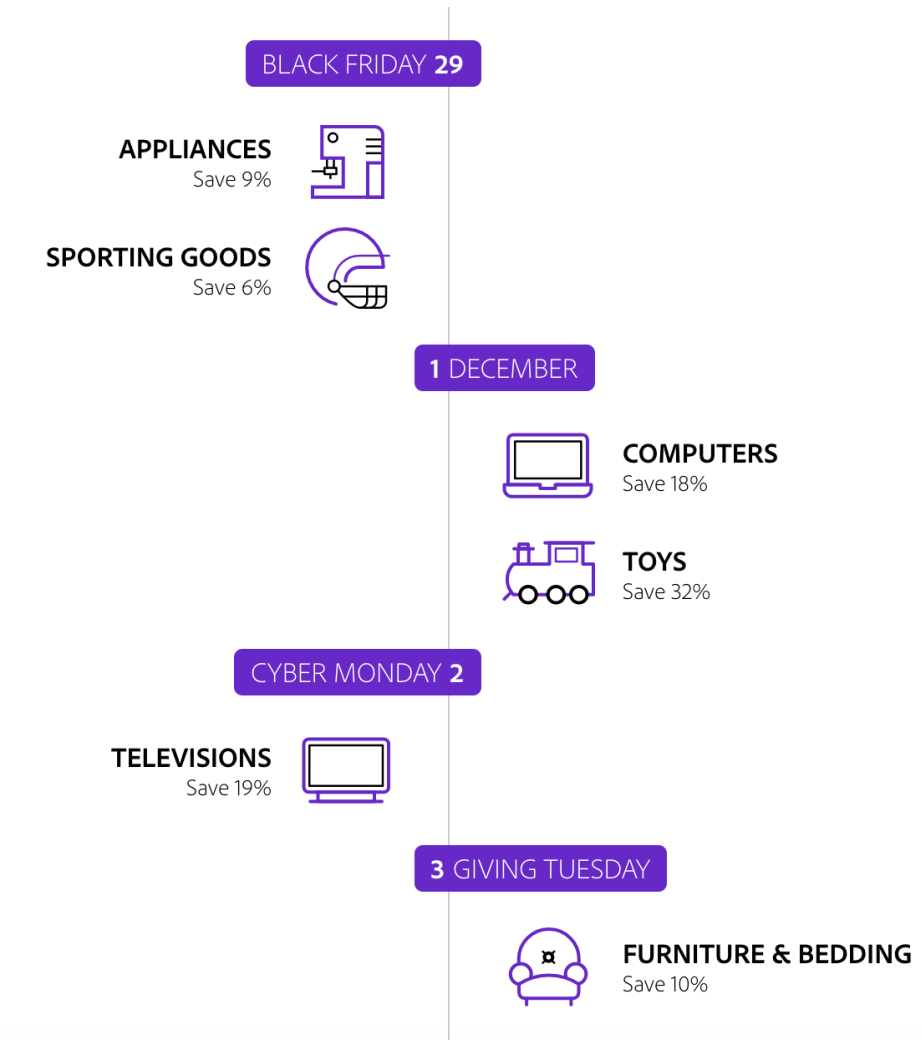 BLACK FRIDAY 29
APPLIANCES
Save 9%
SPORTING GOODS
Save 6%
1 DECEMBER
COMPUTERS
Save 18%
TOYS
Save 32%
CYBER MONDAY 2
TELEVISIONS
Save 19%
3 GIVING TUESDAY
FURNITURE & BEDDING
Save 10%